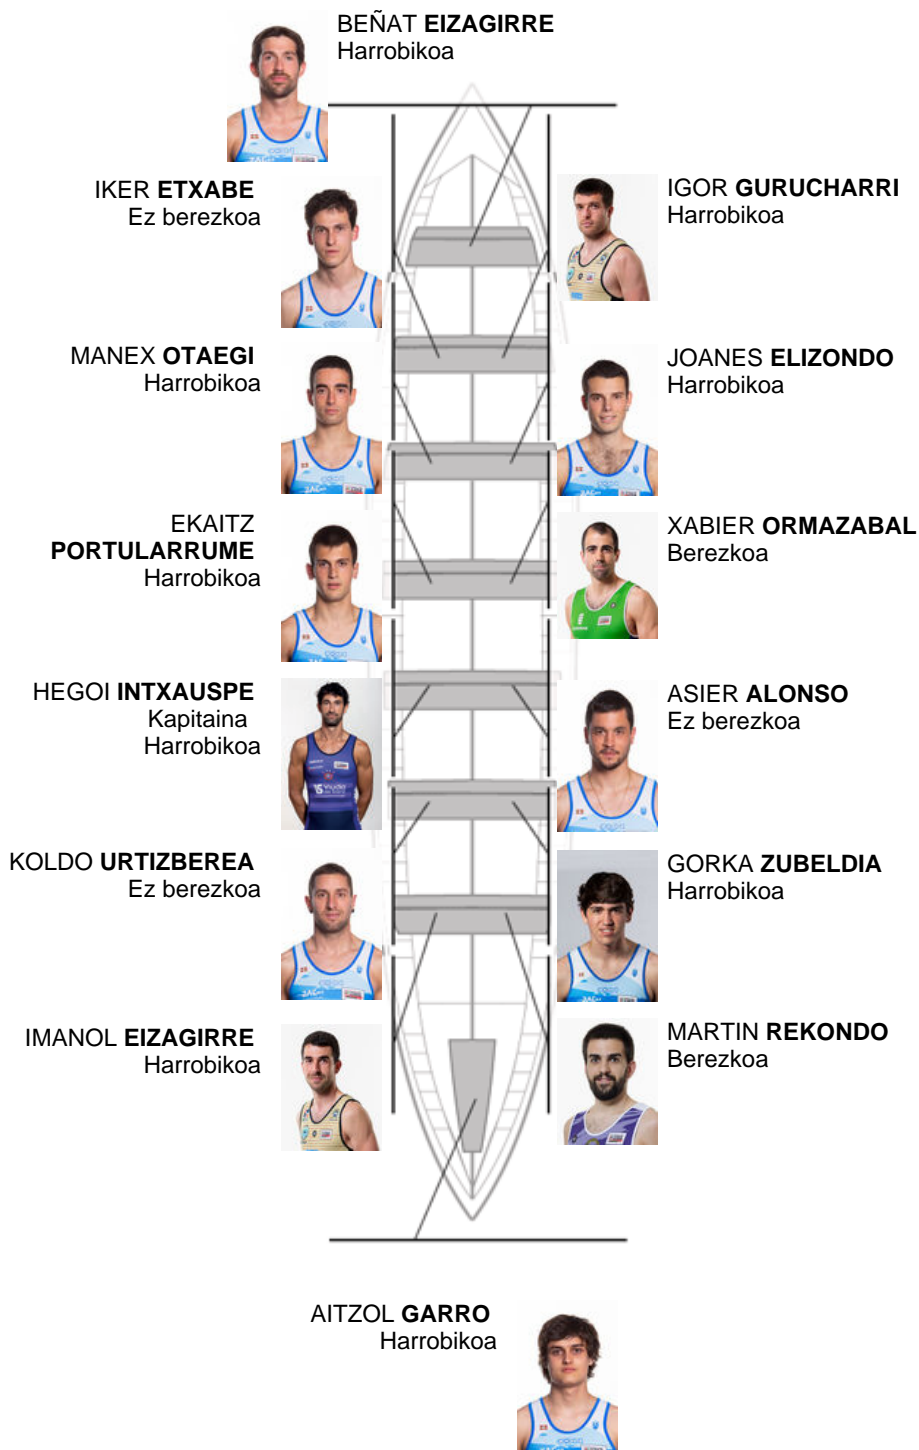 BEÑAT EIZAGIRRE
Harrobikoa
IKER ETXABE
Ez berezkoa
IGOR GURUCHARRI
Harrobikoa
MANEX OTAEGI
Harrobikoa
JOANES ELIZONDO
Harrobikoa
EKAITZ
PORTULARRUME
Harrobikoa
XABIER ORMAZABAL
Berezkoa
HEGOI INTXAUSPE
Kapitaina
Harrobikoa
ASIER ALONSO
Ez berezkoa
KOLDO URTIZBEREA
Ez berezkoa
GORKA ZUBELDIA
Harrobikoa
IMANOL EIZAGIRRE
Harrobikoa
MARTIN REKONDO
Berezkoa
AITZOL GARRO
Harrobikoa